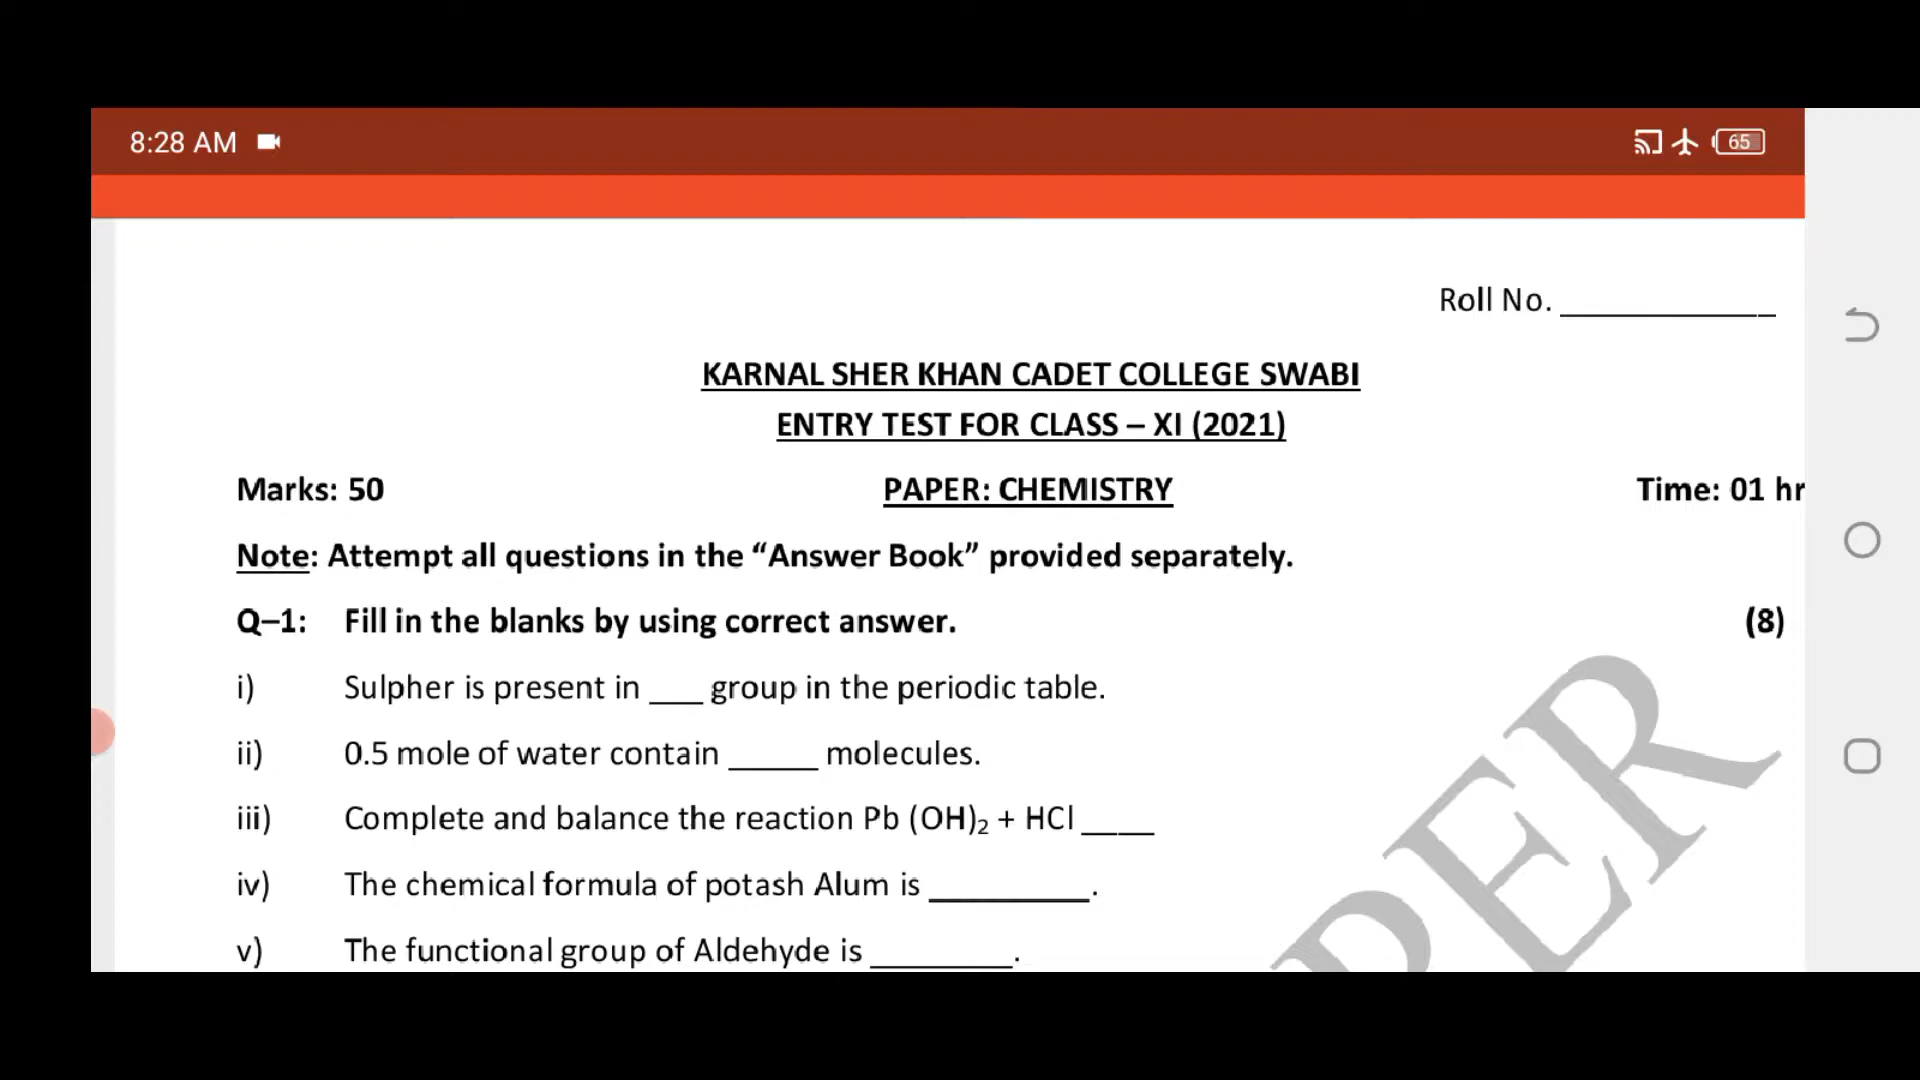 8:28 AM
65
Roll No. ____________
KARNAL SHER KHAN CADET COLLEGE SWABI
ENTRY TEST FOR CLASS – XI (2021)
Marks: 50 PAPER: CHEMISTRY Time: 01 hr
Note: Attempt all questions in the “Answer Book” provided separately.
Q–1: Fill in the blanks by using correct answer. (8)
i) Sulpher is present in ___ group in the periodic table.
ii) 0.5 mole of water contain _____ molecules.
iii) Complete and balance the reaction Pb (OH)₂ + HCl ____
iv) The chemical formula of potash Alum is _________.
v) The functional group of Aldehyde is ________.
PER